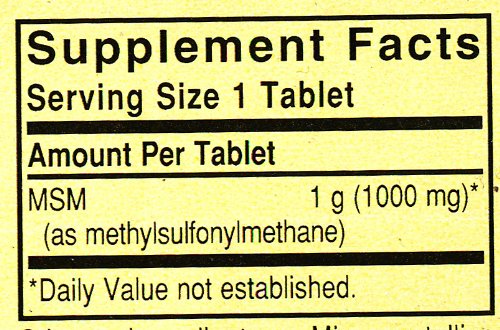 Supplement Facts
Serving Size 1 Tablet
Amount Per Tablet
MSM 1 g (1000 mg)*
(as methylsulfonylmethane)
*Daily Value not established.